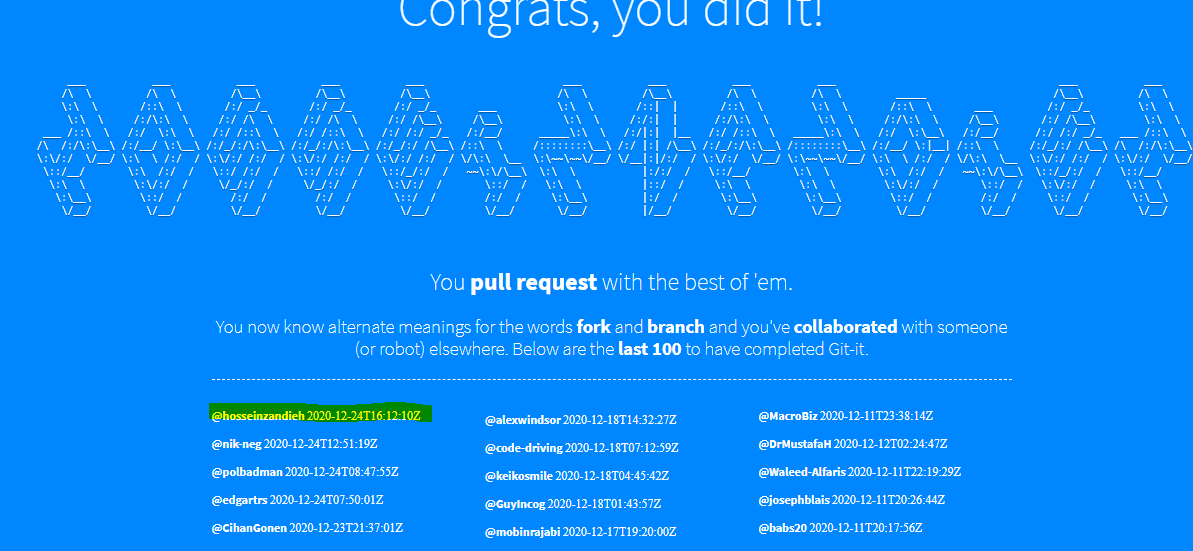 Congrats, you did it!
You pull request with the best of 'em.
You now know alternate meanings for the words fork and branch and you've collaborated with someone
(or robot) elsewhere. Below are the last 100 to have completed Git-it.
@hosseinzandieh 2020-12-24T16:12:10Z
@nik-neg 2020-12-24T12:51:19Z
@polbadman 2020-12-24T08:47:55Z
@edgartrs 2020-12-24T07:50:01Z
@CihanGonen 2020-12-23T21:37:01Z
@alexwindsor 2020-12-18T14:32:27Z
@code-driving 2020-12-18T07:12:59Z
@keikosmile 2020-12-18T04:45:42Z
@GuyIncog 2020-12-18T01:43:57Z
@mobinrajabi 2020-12-17T19:20:00Z
@MacroBiz 2020-12-11T23:38:14Z
@DrMustafaH 2020-12-12T02:24:47Z
@Waleed-Alfaris 2020-12-11T22:19:29Z
@josephblais 2020-12-11T20:26:44Z
@babs20 2020-12-11T20:17:56Z